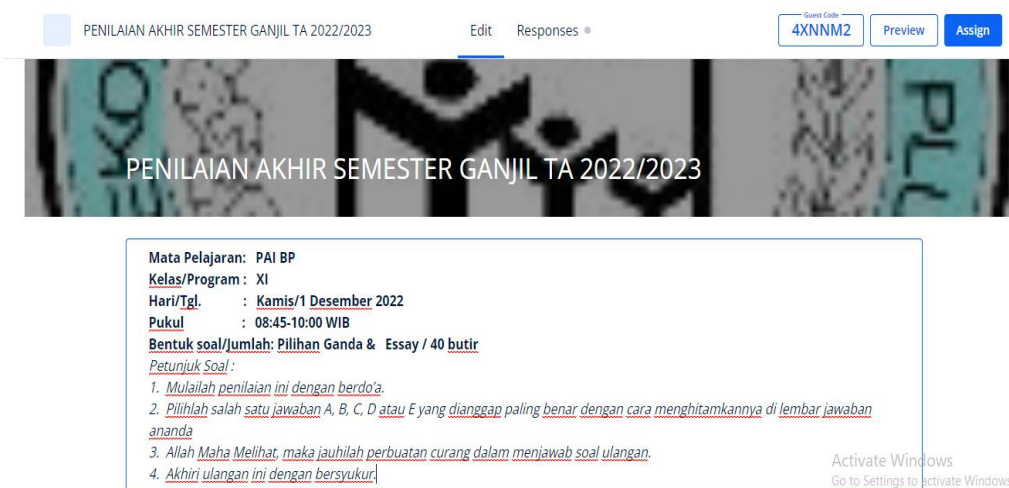 PENILAIAN AKHIR SEMESTER GANJIL TA 2022/2023 Edit Responses Guest Code 4XNNM2 Preview Assign
EKO PLU
PENILAIAN AKHIR SEMESTER GANJIL TA 2022/2023
Mata Pelajaran: PAI BP
Kelas/Program : XI
Hari/Tgl. : Kamis/1 Desember 2022
Pukul : 08:45-10:00 WIB
Bentuk soal/Jumlah: Pilihan Ganda & Essay / 40 butir
Petunjuk Soal :
1. Mulailah penilaian ini dengan berdo'a.
2. Pilihlah salah satu jawaban A, B, C, D atau E yang dianggap paling benar dengan cara menghitamkannya di lembar jawaban
ananda
3. Allah Maha Melihat, maka jauhilah perbuatan curang dalam menjawab soal ulangan.
4. Akhiri ulangan ini dengan bersyukur.
Activate Windows
Go to Settings to activate Windows